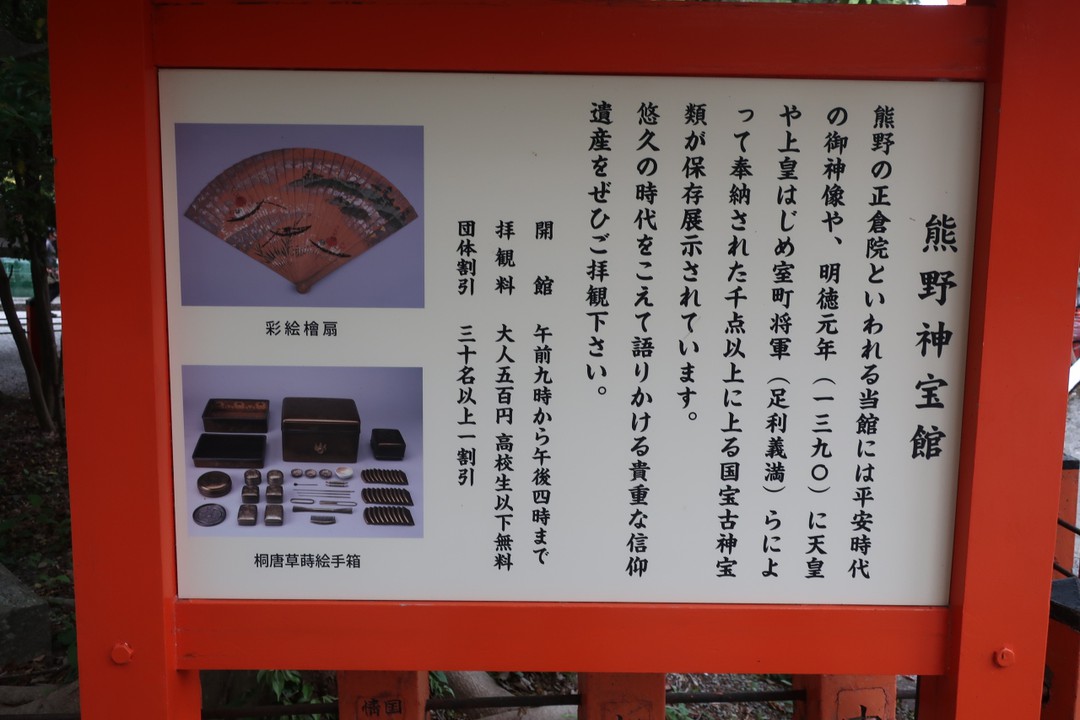 熊野神宝館
熊野の正倉院といわれる当館には平安時代
の御神像や、明徳元年（一三九〇）に天皇
や上皇はじめ室町将軍（足利義満）らによ
って奉納された千点以上に上る国宝古神宝
類が保存展示されています。
悠久の時代をこえて語りかける貴重な信仰
遺産をぜひご拝観下さい。
開館 午前九時から午後四時まで
拝観料 大人五百円 高校生以下無料
団体割引 三十名以上一割引
彩絵檜扇
桐唐草蒔絵手箱